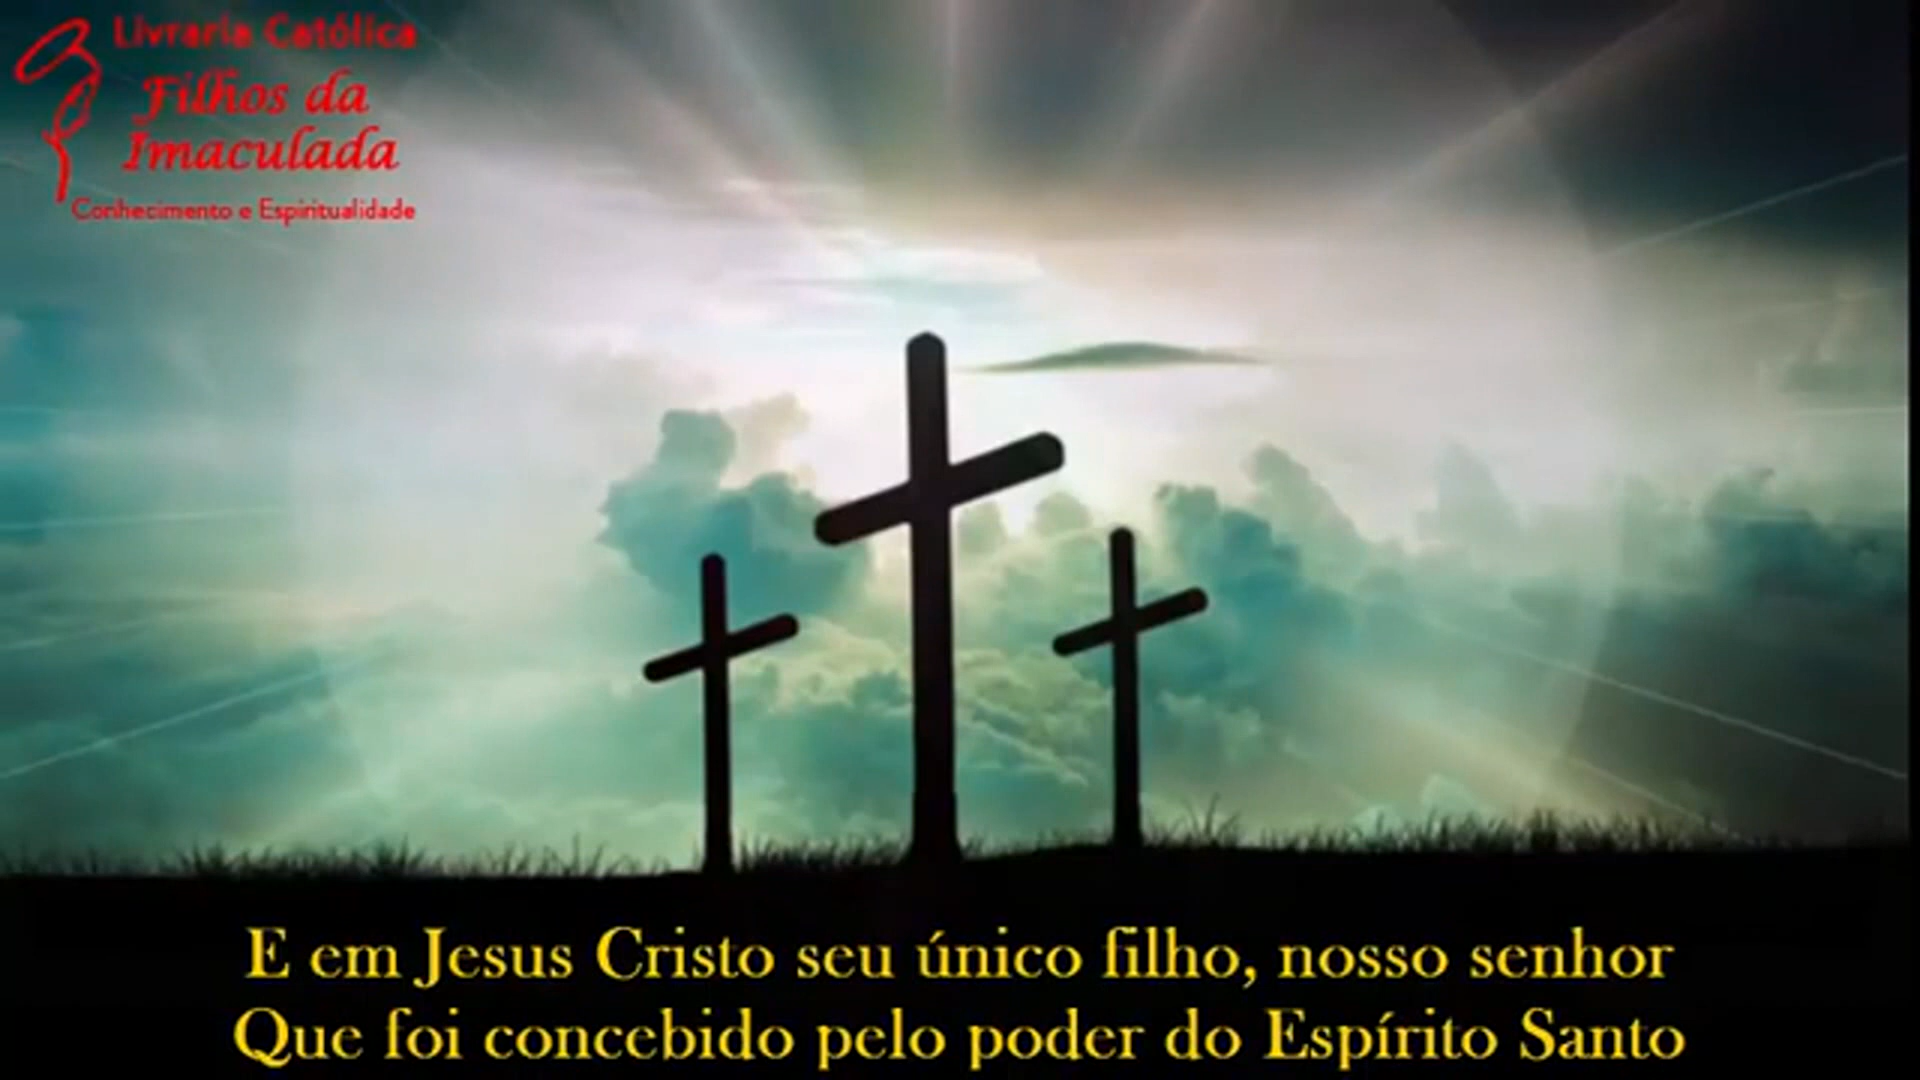 Livraria Católica
Filhos da
Imaculada
Conhecimento e Espiritualidade
E em Jesus Cristo seu único filho, nosso senhor
Que foi concebido pelo poder do Espírito Santo